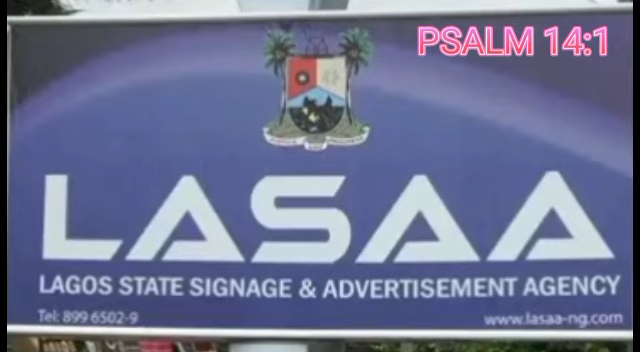 PSALM 14:1
LASAA
LAGOS STATE SIGNAGE & ADVERTISEMENT AGENCY
Tel: 899 6502-9
www.lasaa-ng.com